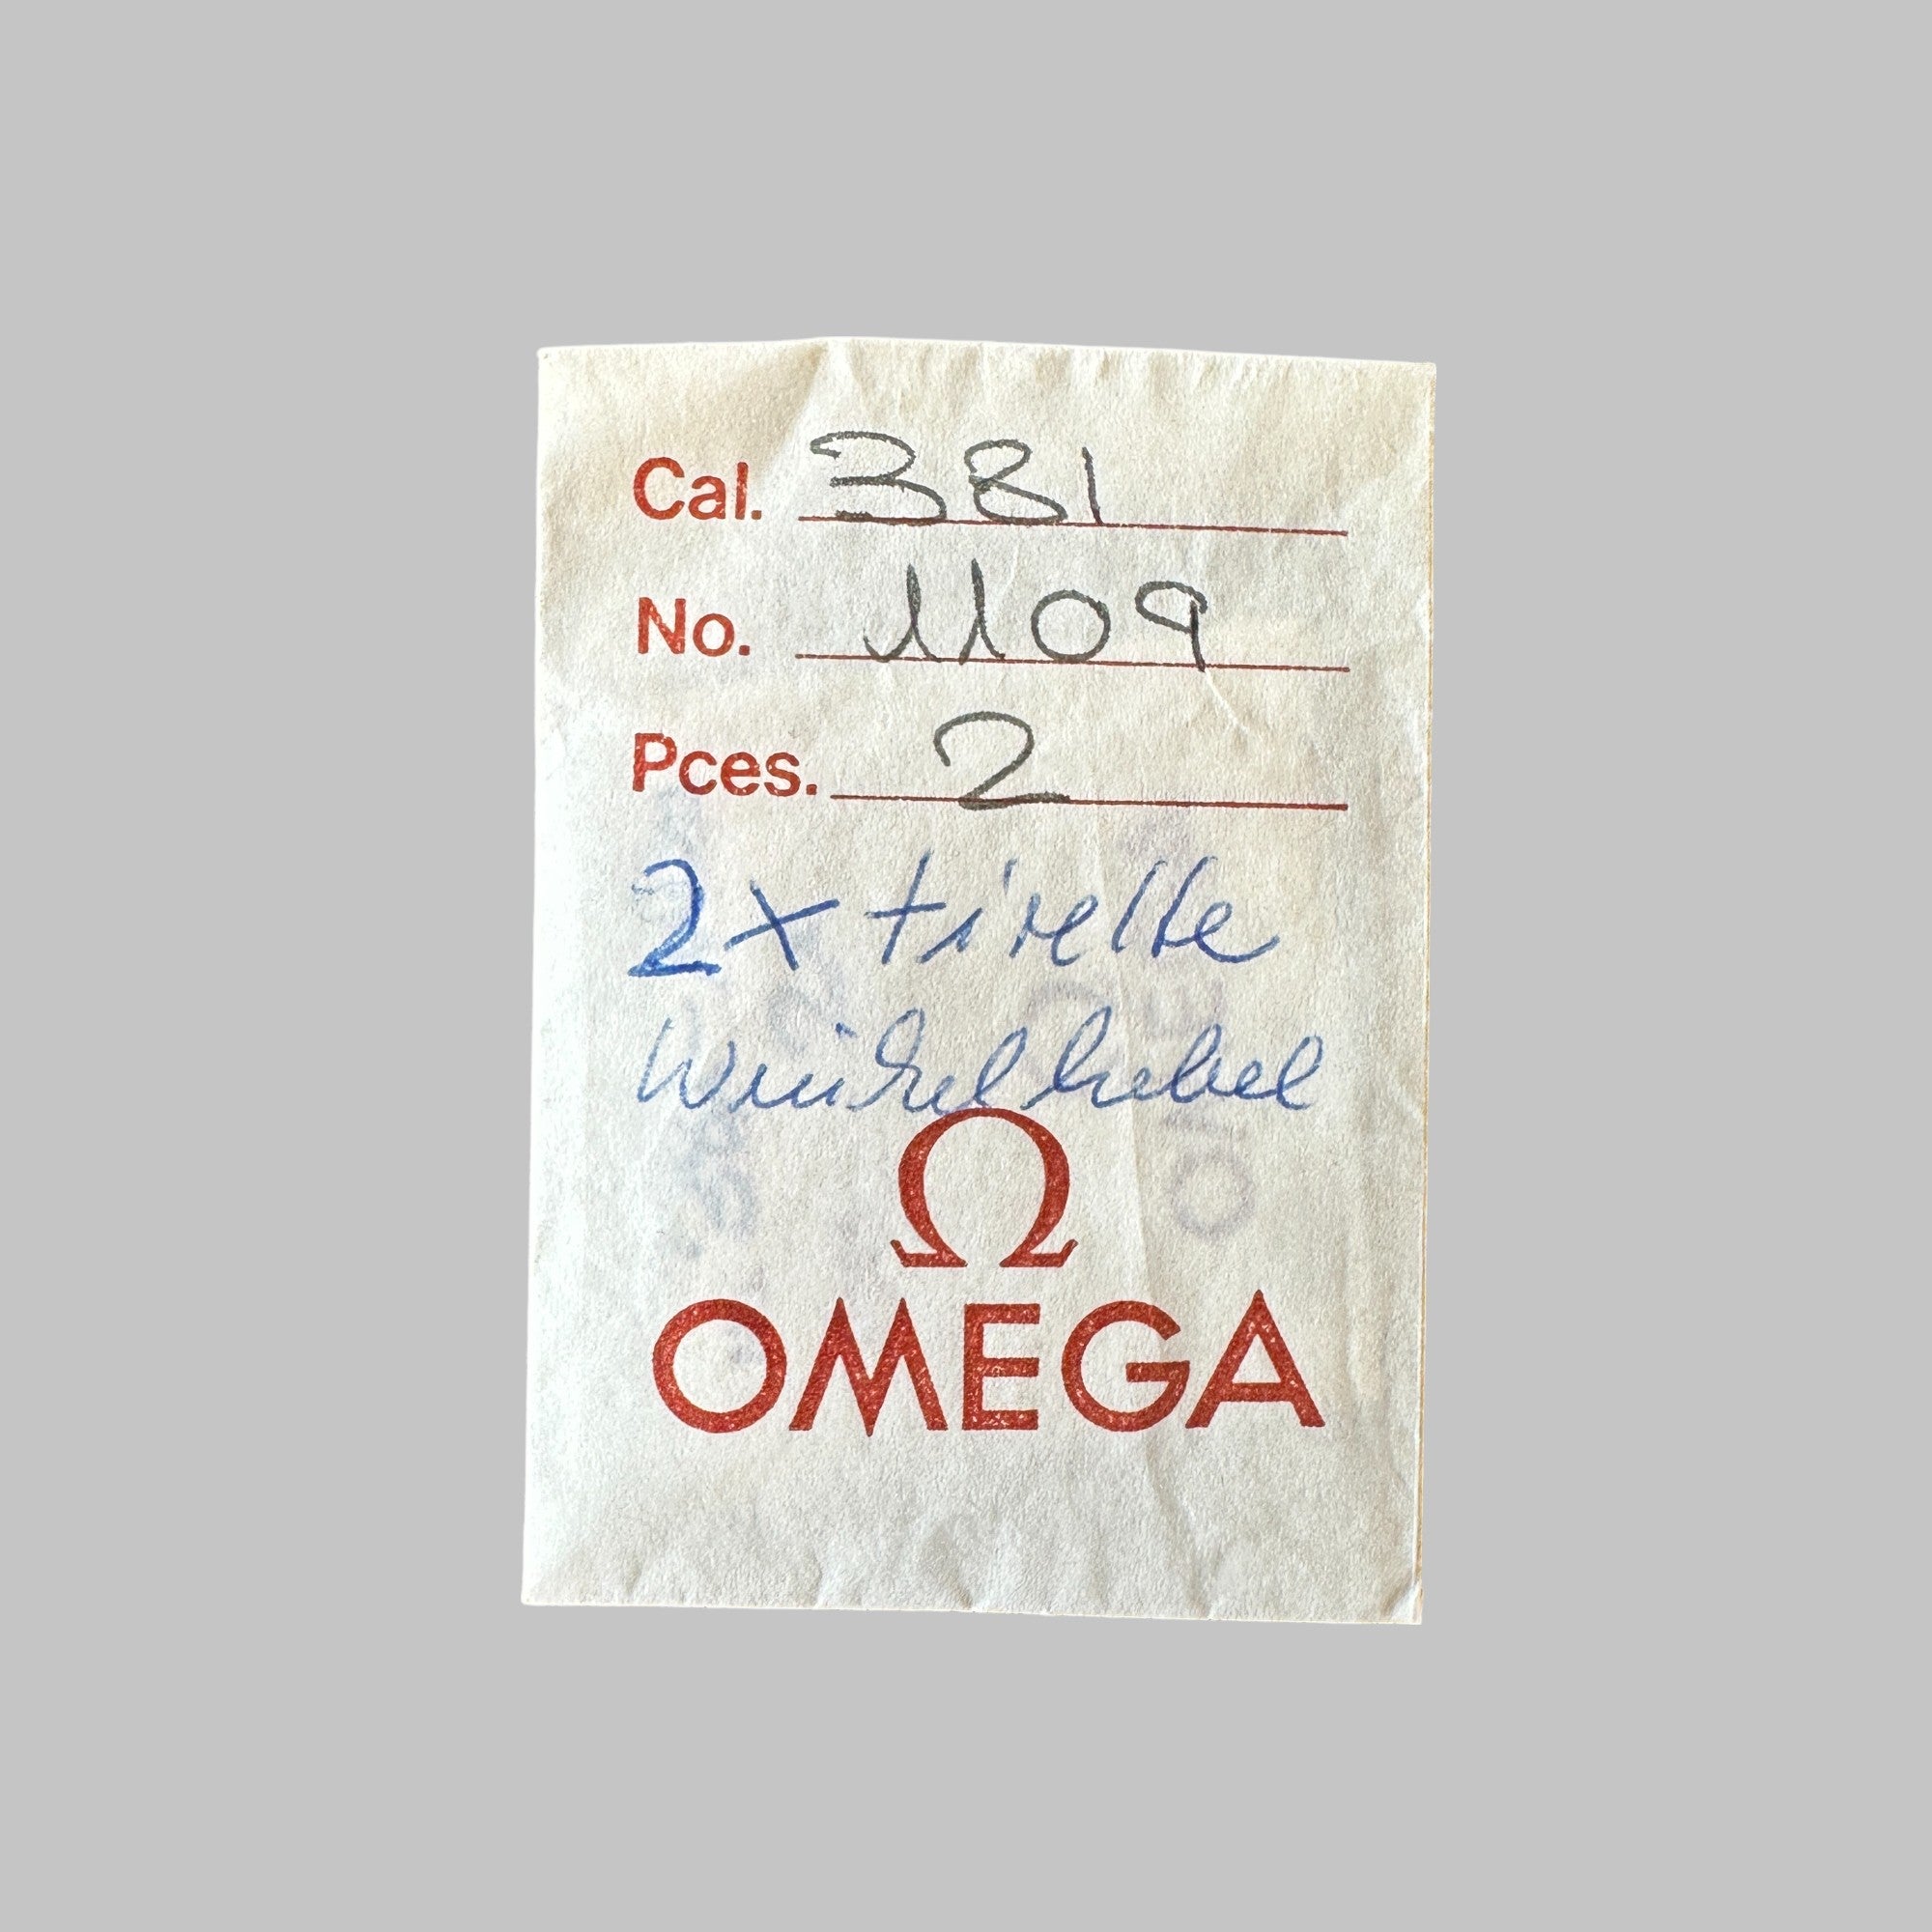 Cal. 381
No. 1109
Pces. 2
2x tirette
Winkelhebel
Ω
OMEGA